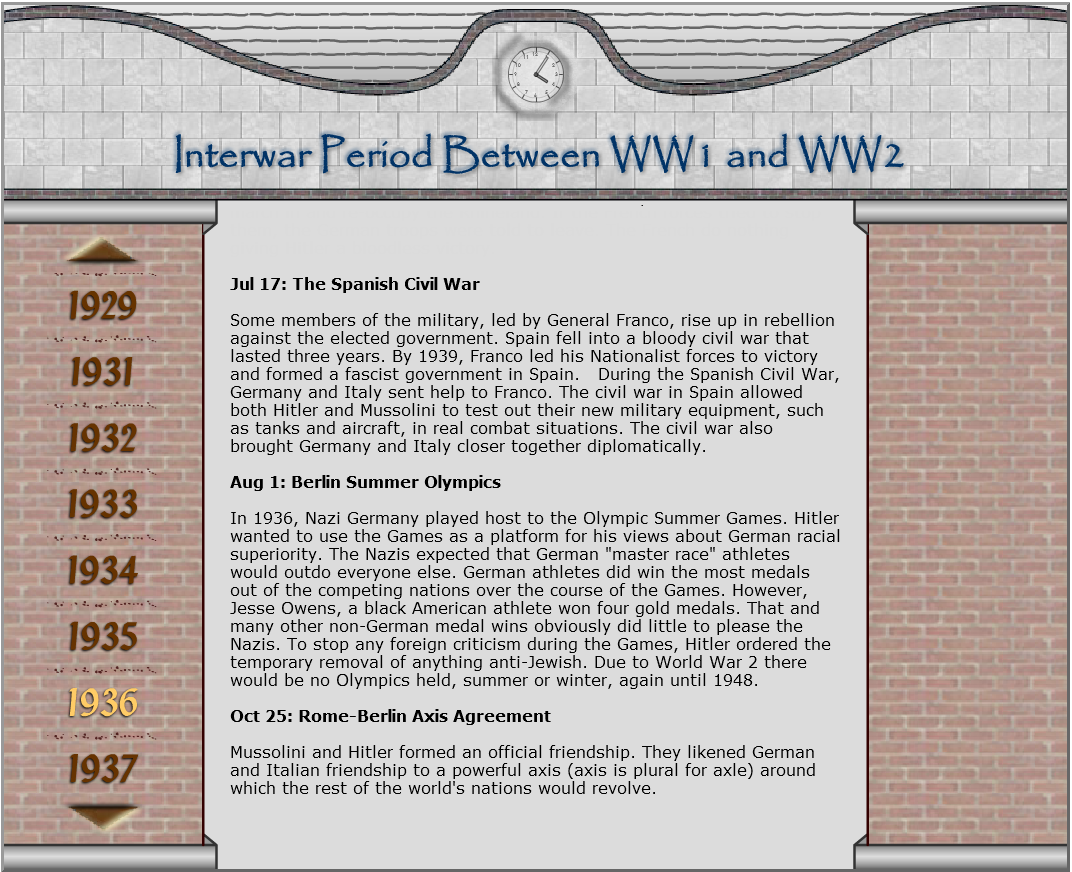 Interwar Period Between WW1 and WW2
1929
1931
1932
1933
1934
1935
1936
1937
Jul 17: The Spanish Civil War
Some members of the military, led by General Franco, rise up in rebellion
against the elected government. Spain fell into a bloody civil war that
lasted three years. By 1939, Franco led his Nationalist forces to victory
and formed a fascist government in Spain.   During the Spanish Civil War,
Germany and Italy sent help to Franco. The civil war in Spain allowed
both Hitler and Mussolini to test out their new military equipment, such
as tanks and aircraft, in real combat situations. The civil war also
brought Germany and Italy closer together diplomatically.
Aug 1: Berlin Summer Olympics
In 1936, Nazi Germany played host to the Olympic Summer Games. Hitler
wanted to use the Games as a platform for his views about German racial
superiority. The Nazis expected that German "master race" athletes
would outdo everyone else. German athletes did win the most medals
out of the competing nations over the course of the Games. However,
Jesse Owens, a black American athlete won four gold medals. That and
many other non-German medal wins obviously did little to please the
Nazis. To stop any foreign criticism during the Games, Hitler ordered the
temporary removal of anything anti-Jewish. Due to World War 2 there
would be no Olympics held, summer or winter, again until 1948.
Oct 25: Rome-Berlin Axis Agreement
Mussolini and Hitler formed an official friendship. They likened German
and Italian friendship to a powerful axis (axis is plural for axle) around
which the rest of the world's nations would revolve.